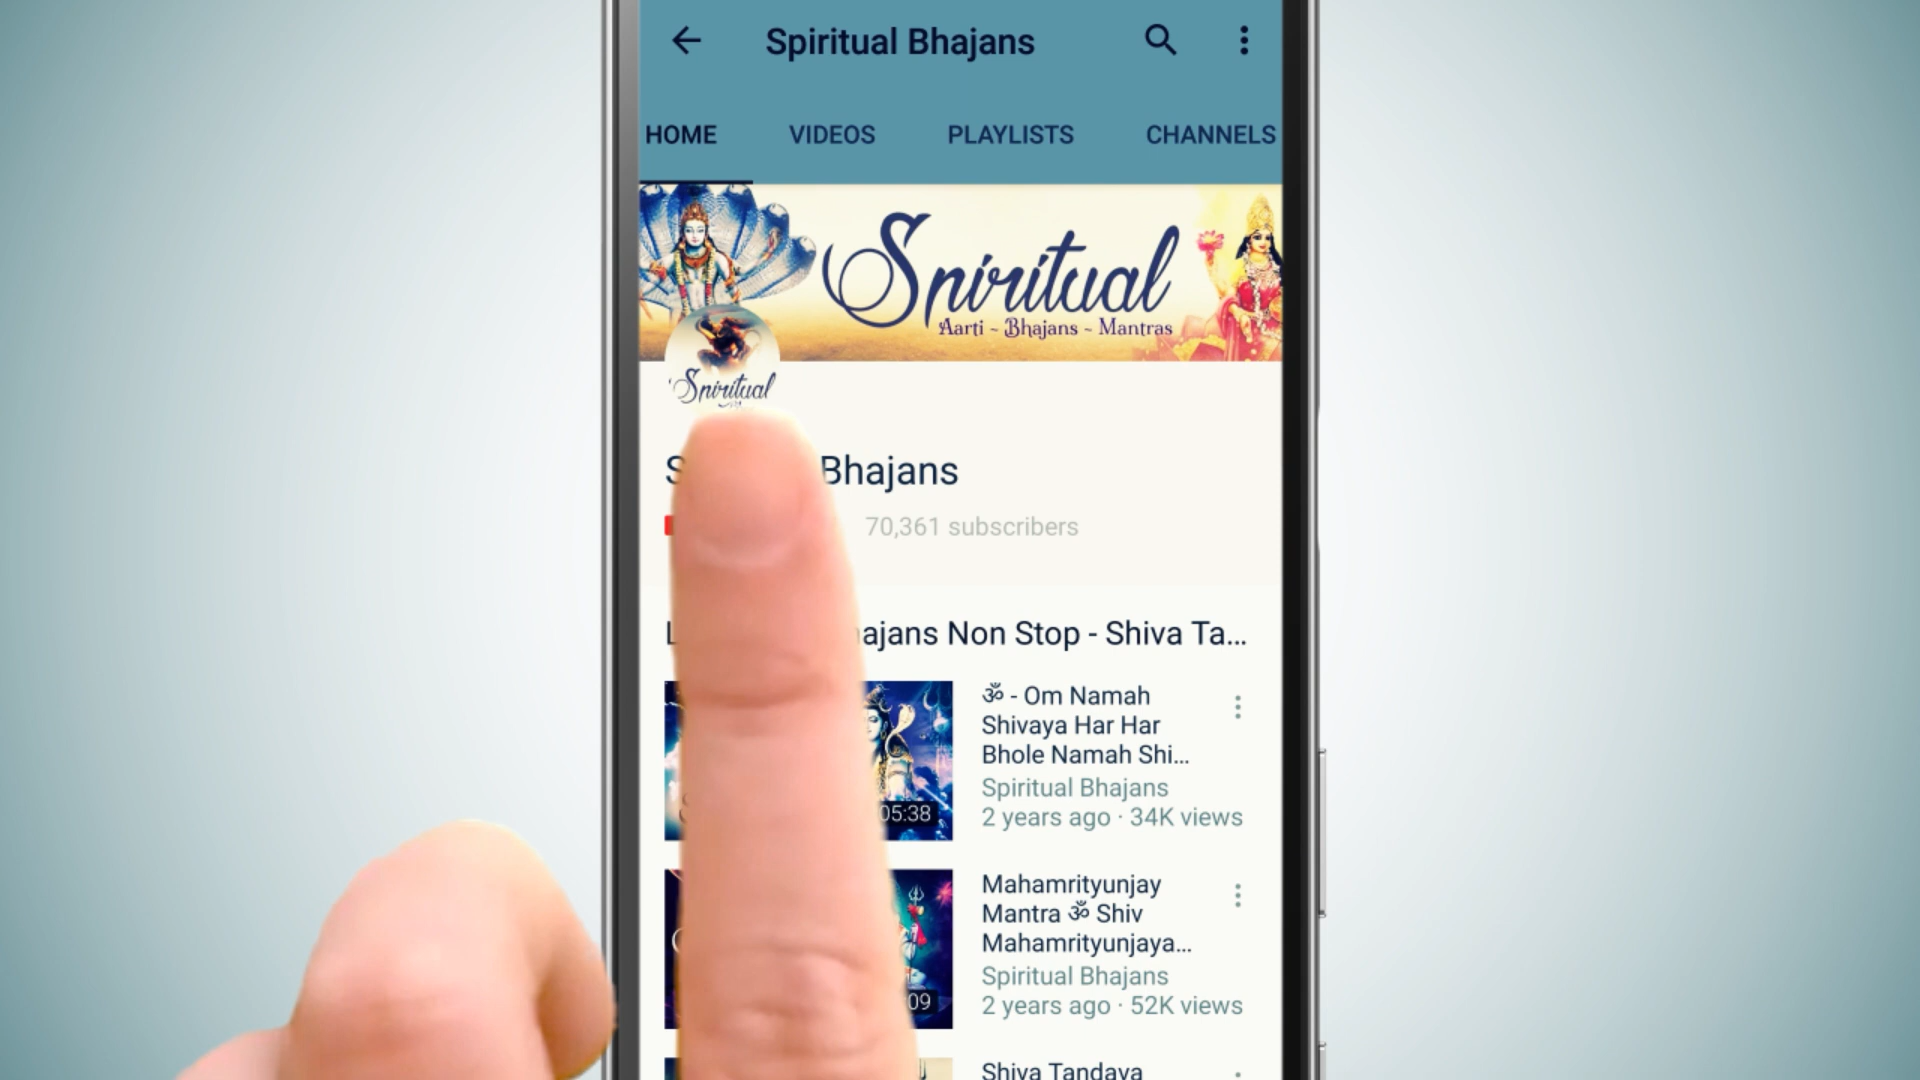 Spiritual Bhajans
HOME VIDEOS PLAYLISTS CHANNELS
Spiritual
Aarti ~ Bhajans ~ Mantras
Spiritual
Bhajans
70,361 subscribers
Non Stop - Shiva Ta...
ॐ - Om Namah
Shivaya Har Har
Bhole Namah Shi...
Spiritual Bhajans
2 years ago · 34K views
05:38
Mahamrityunjay
Mantra ॐ Shiv
Mahamrityunjaya...
Spiritual Bhajans
2 years ago · 52K views
09
Shiva Tandava